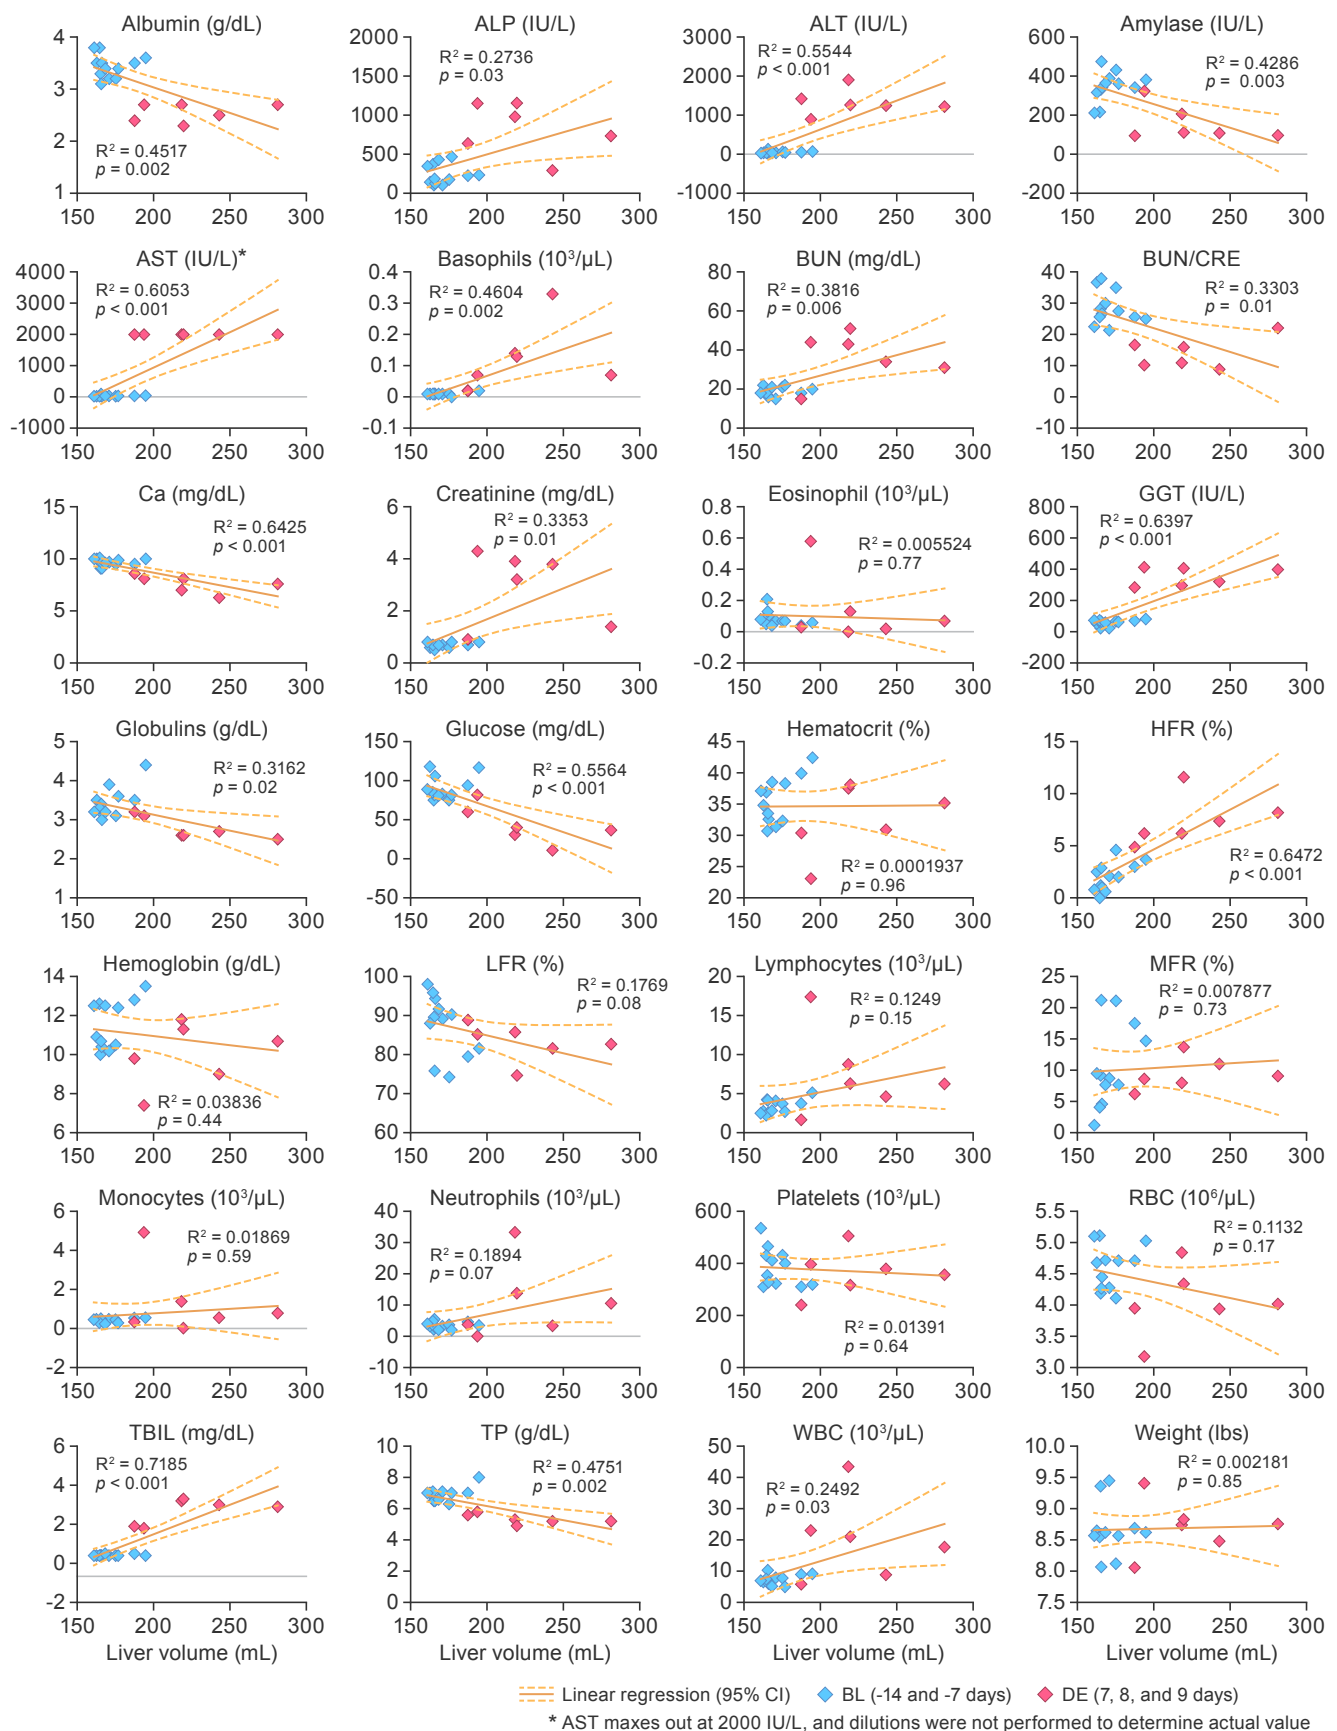 Albumin (g/dL)
4
3
2
1
R² = 0.4517
p = 0.002
150 200 250 300
ALP (IU/L)
2000
1500
1000
500
0
R² = 0.2736
p = 0.03
150 200 250 300
ALT (IU/L)
3000
2000
1000
0
-1000
R² = 0.5544
p < 0.001
150 200 250 300
Amylase (IU/L)
600
400
200
0
-200
R² = 0.4286
p = 0.003
150 200 250 300
AST (IU/L)*
4000
3000
2000
1000
0
-1000
R² = 0.6053
p < 0.001
150 200 250 300
Basophils (10³/µL)
0.4
0.3
0.2
0.1
0
-0.1
R² = 0.4604
p = 0.002
150 200 250 300
BUN (mg/dL)
80
60
40
20
0
R² = 0.3816
p = 0.006
150 200 250 300
BUN/CRE
40
30
20
10
0
-10
R² = 0.3303
p = 0.01
150 200 250 300
Ca (mg/dL)
15
10
5
0
R² = 0.6425
p < 0.001
150 200 250 300
Creatinine (mg/dL)
6
4
2
0
R² = 0.3353
p = 0.01
150 200 250 300
Eosinophil (10³/µL)
0.8
0.6
0.4
0.2
0
-0.2
R² = 0.005524
p = 0.77
150 200 250 300
GGT (IU/L)
800
600
400
200
0
-200
R² = 0.6397
p < 0.001
150 200 250 300
Globulins (g/dL)
5
4
3
2
1
R² = 0.3162
p = 0.02
150 200 250 300
Glucose (mg/dL)
150
100
50
0
-50
R² = 0.5564
p < 0.001
150 200 250 300
Hematocrit (%)
45
40
35
30
25
20
R² = 0.0001937
p = 0.96
150 200 250 300
HFR (%)
15
10
5
0
R² = 0.6472
p < 0.001
150 200 250 300
Hemoglobin (g/dL)
14
12
10
8
6
R² = 0.03836
p = 0.44
150 200 250 300
LFR (%)
100
90
80
70
60
R² = 0.1769
p = 0.08
150 200 250 300
Lymphocytes (10³/µL)
20
15
10
5
0
R² = 0.1249
p = 0.15
150 200 250 300
MFR (%)
25
20
15
10
5
0
R² = 0.007877
p = 0.73
150 200 250 300
Monocytes (10³/µL)
6
4
2
0
-2
R² = 0.01869
p = 0.59
150 200 250 300
Neutrophils (10³/µL)
40
30
20
10
0
-10
R² = 0.1894
p = 0.07
150 200 250 300
Platelets (10³/µL)
600
400
200
0
R² = 0.01391
p = 0.64
150 200 250 300
RBC (10⁶/µL)
5.5
5.0
4.5
4.0
3.5
3.0
R² = 0.1132
p = 0.17
150 200 250 300
TBIL (mg/dL)
6
4
2
0
-2
R² = 0.7185
p < 0.001
150 200 250 300
Liver volume (mL)
TP (g/dL)
10
8
6
4
2
0
R² = 0.4751
p = 0.002
150 200 250 300
Liver volume (mL)
WBC (10³/µL)
50
40
30
20
10
0
R² = 0.2492
p = 0.03
150 200 250 300
Liver volume (mL)
Weight (lbs)
10.0
9.5
9.0
8.5
8.0
7.5
R² = 0.002181
p = 0.85
150 200 250 300
Liver volume (mL)
Linear regression (95% CI) BL (-14 and -7 days) DE (7, 8, and 9 days)
* AST maxes out at 2000 IU/L, and dilutions were not performed to determine actual value